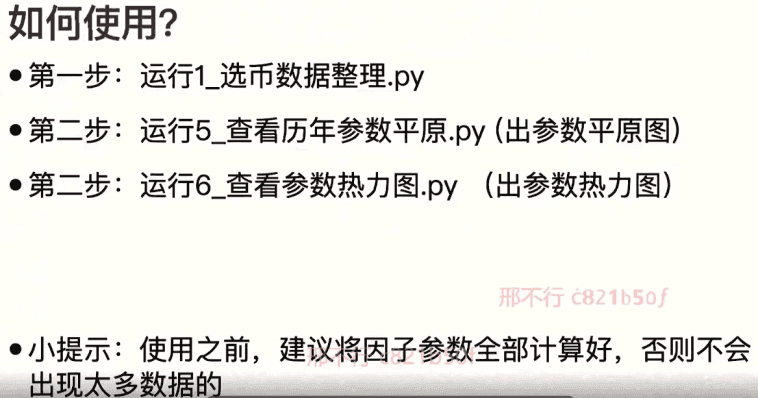 如何使用?
•第一步：运行1_选币数据整理.py
•第二步：运行5_查看历年参数平原.py (出参数平原图)
•第二步：运行6_查看参数热力图.py （出参数热力图）
邢不行 c821b50f
•小提示：使用之前，建议将因子参数全部计算好，否则不会
出现太多数据的
邢不行 c821b50f